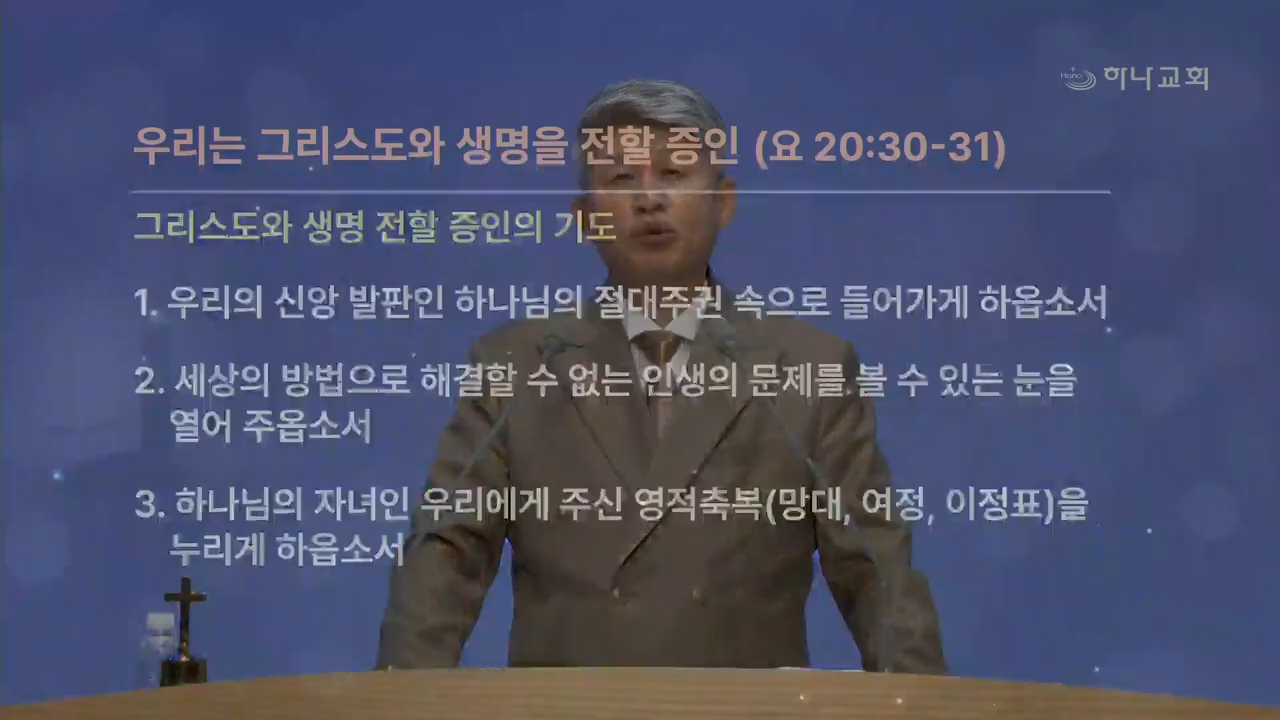 Hana 하나교회
우리는 그리스도와 생명을 전할 증인 (요 20:30-31)
그리스도와 생명 전할 증인의 기도
1. 우리의 신앙 발판인 하나님의 절대주권 속으로 들어가게 하옵소서
2. 세상의 방법으로 해결할 수 없는 인생의 문제를 볼 수 있는 눈을
열어 주옵소서
3. 하나님의 자녀인 우리에게 주신 영적축복(망대, 여정, 이정표)을
누리게 하옵소서